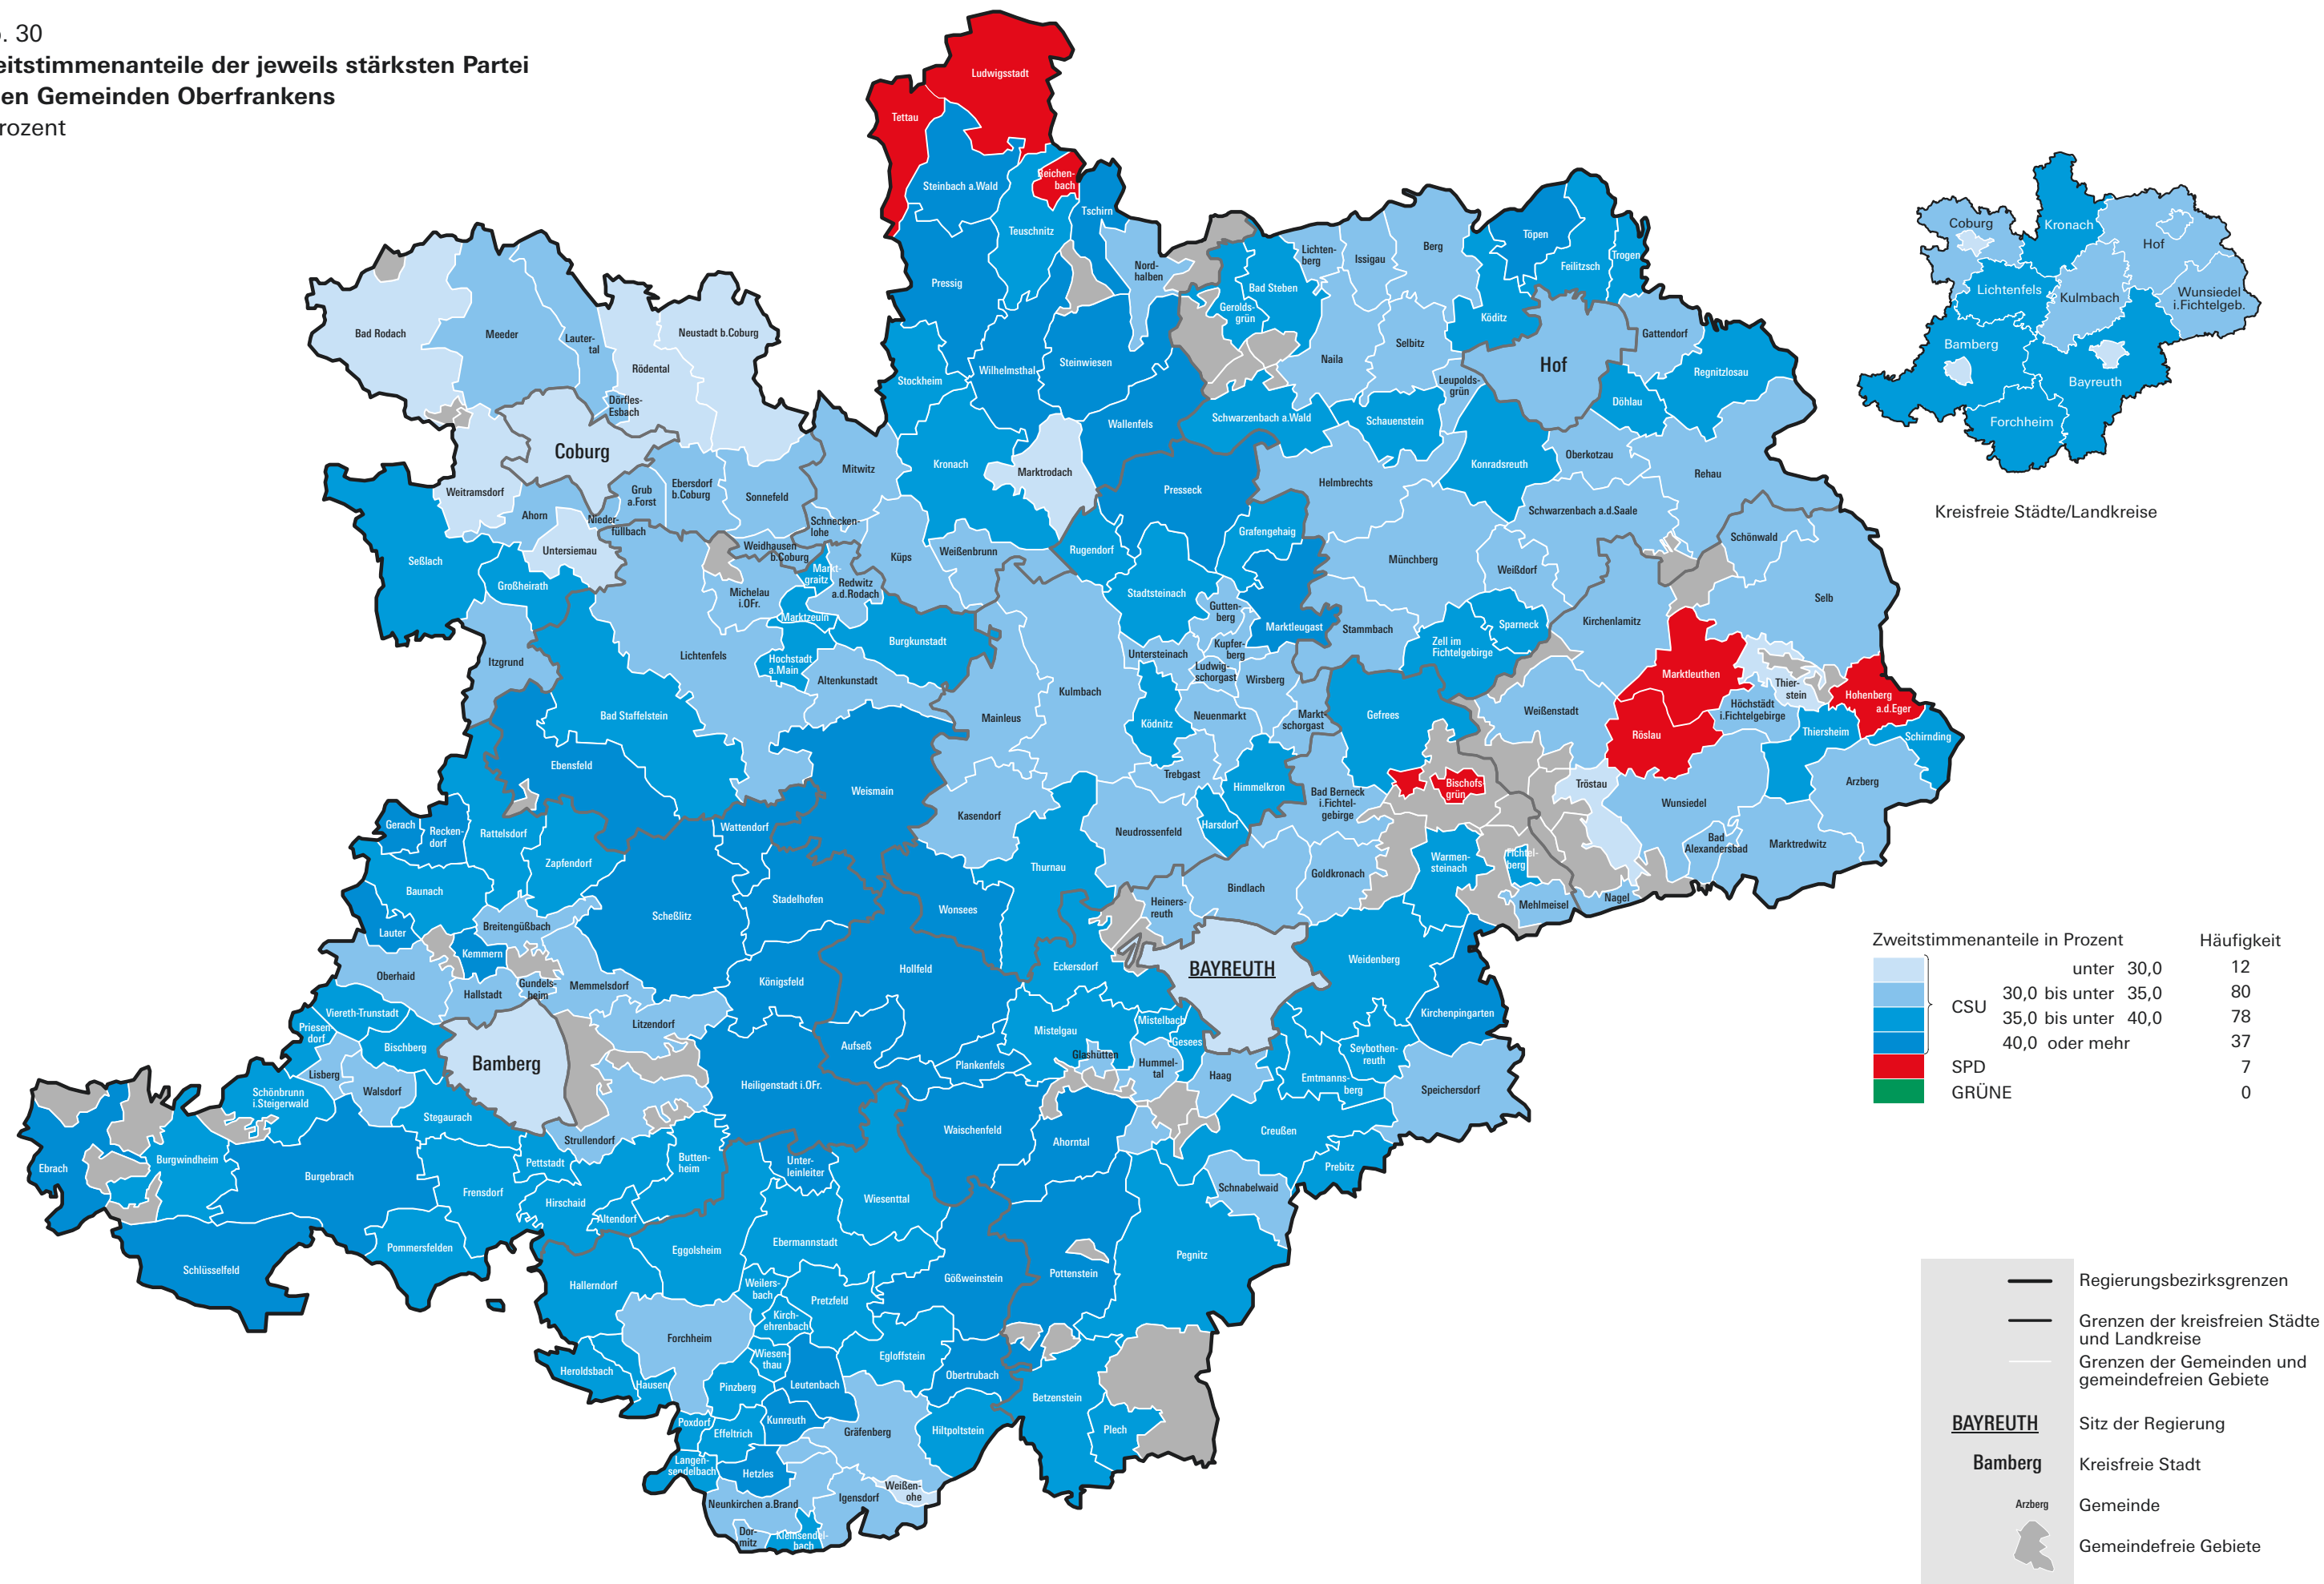 . 30
eitstimmenanteile der jeweils stärksten Partei
en Gemeinden Oberfrankens
rozent
Ludwigsstadt
Tettau
Reichen-
bach
Steinbach a.Wald
Tschirn
Teuschnitz
Nord-
halben
Pressig
Lichten-
berg
Issigau
Berg
Töpen
Feilitzsch
Trogen
Bad Steben
Gerolds-
grün
Köditz
Gattendorf
Hof
Naila
Selbitz
Leupolds-
grün
Regnitzlosau
Döhlau
Bad Rodach
Meeder
Lauter-
tal
Rödental
Neustadt b.Coburg
Dörfles-
Esbach
Coburg
Stockheim
Wilhelmsthal
Steinwiesen
Wallenfels
Schwarzenbach a.Wald
Schauenstein
Kronach
Marktrodach
Mitwitz
Presseck
Helmbrechts
Konradsreuth
Oberkotzau
Rehau
Schwarzenbach a.d.Saale
Schönwald
Weitramsdorf
Ahorn
Grub
a.Forst
Ebersdorf
b.Coburg
Sonnefeld
Nieder-
füllbach
Untersiemau
Schnecken-
lohe
Weidhausen
b.Coburg
Küps
Weißenbrunn
Rugendorf
Grafengehaig
Münchberg
Weißdorf
Selb
Seßlach
Großheirath
Michelau
i.OFr.
Markt-
graitz
Redwitz
a.d.Rodach
Marktzeuln
Stadtsteinach
Gutten-
berg
Marktleugast
Stammbach
Zell im
Fichtelgebirge
Sparneck
Kirchenlamitz
Itzgrund
Lichtenfels
Hochstadt
a.Main
Burgkunstadt
Altenkunstadt
Untersteinach
Kupfer-
berg
Ludwig-
schorgast
Wirsberg
Marktleuthen
Thier-
stein
Hohenberg
a.d.Eger
Höchstädt
i.Fichtelgebirge
Bad Staffelstein
Mainleus
Kulmbach
Ködnitz
Neuenmarkt
Markt-
schorgast
Gefrees
Weißenstadt
Röslau
Thiersheim
Schirnding
Ebensfeld
Weismain
Trebgast
Himmelkron
Bad Berneck
i.Fichtel-
gebirge
Bischofs-
grün
Tröstau
Wunsiedel
Arzberg
Bad
Alexandersbad
Marktredwitz
Gerach
Recken-
dorf
Rattelsdorf
Zapfendorf
Wattendorf
Kasendorf
Neudrossenfeld
Harsdorf
Thurnau
Warmen-
steinach
Fichtel-
berg
Goldkronach
Bindlach
Mehlmeisel
Nagel
Baunach
Scheßlitz
Stadelhofen
Wonsees
Heiners-
reuth
Breitengüßbach
Lauter
Kemmern
Oberhaid
Hallstadt
Gundels-
heim
Memmelsdorf
Königsfeld
Hollfeld
Eckersdorf
BAYREUTH
Weidenberg
Kirchenpingarten
Viereth-Trunstadt
Priesen
dorf
Bischberg
Litzendorf
Mistelgau
Mistelbach
Gesees
Aufseß
Plankenfels
Glashütten
Hummel-
tal
Haag
Seybothen-
reuth
Emtmanns-
berg
Speichersdorf
Lisberg
Walsdorf
Bamberg
Heiligenstadt i.OFr.
Schönbrunn
i.Steigerwald
Stegaurach
Strullendorf
Waischenfeld
Ahorntal
Creußen
Prebitz
Ebrach
Burgwindheim
Burgebrach
Frensdorf
Pettstadt
Butten-
heim
Unter-
leinleiter
Wiesenttal
Schnabelwaid
Hirschaid
Altendorf
Pommersfelden
Schlüsselfeld
Eggolsheim
Ebermannstadt
Pegnitz
Hallerndorf
Weilers-
bach
Pretzfeld
Gößweinstein
Pottenstein
Kirch-
ehrenbach
Forchheim
Heroldsbach
Hausen
Wiesen-
thau
Pinzberg
Leutenbach
Egloffstein
Obertrubach
Betzenstein
Plech
Poxdorf
Effeltrich
Kunreuth
Gräfenberg
Hiltpoltstein
Langen-
sendelbach
Hetzles
Weißen-
ohe
Igensdorf
Neunkirchen a.Brand
Dor-
mitz
Kleinsendel-
bach
Coburg
Kronach
Hof
Lichtenfels
Kulmbach
Wunsiedel
i.Fichtelgeb.
Bamberg
Bayreuth
Forchheim
Kreisfreie Städte/Landkreise
Zweitstimmenanteile in Prozent Häufigkeit
unter 30,0 12
30,0 bis unter 35,0 80
CSU
35,0 bis unter 40,0 78
40,0 oder mehr 37
SPD 7
GRÜNE 0
Regierungsbezirksgrenzen
Grenzen der kreisfreien Städte
und Landkreise
Grenzen der Gemeinden und
gemeindefreien Gebiete
BAYREUTH Sitz der Regierung
Bamberg Kreisfreie Stadt
Arzberg Gemeinde
Gemeindefreie Gebiete